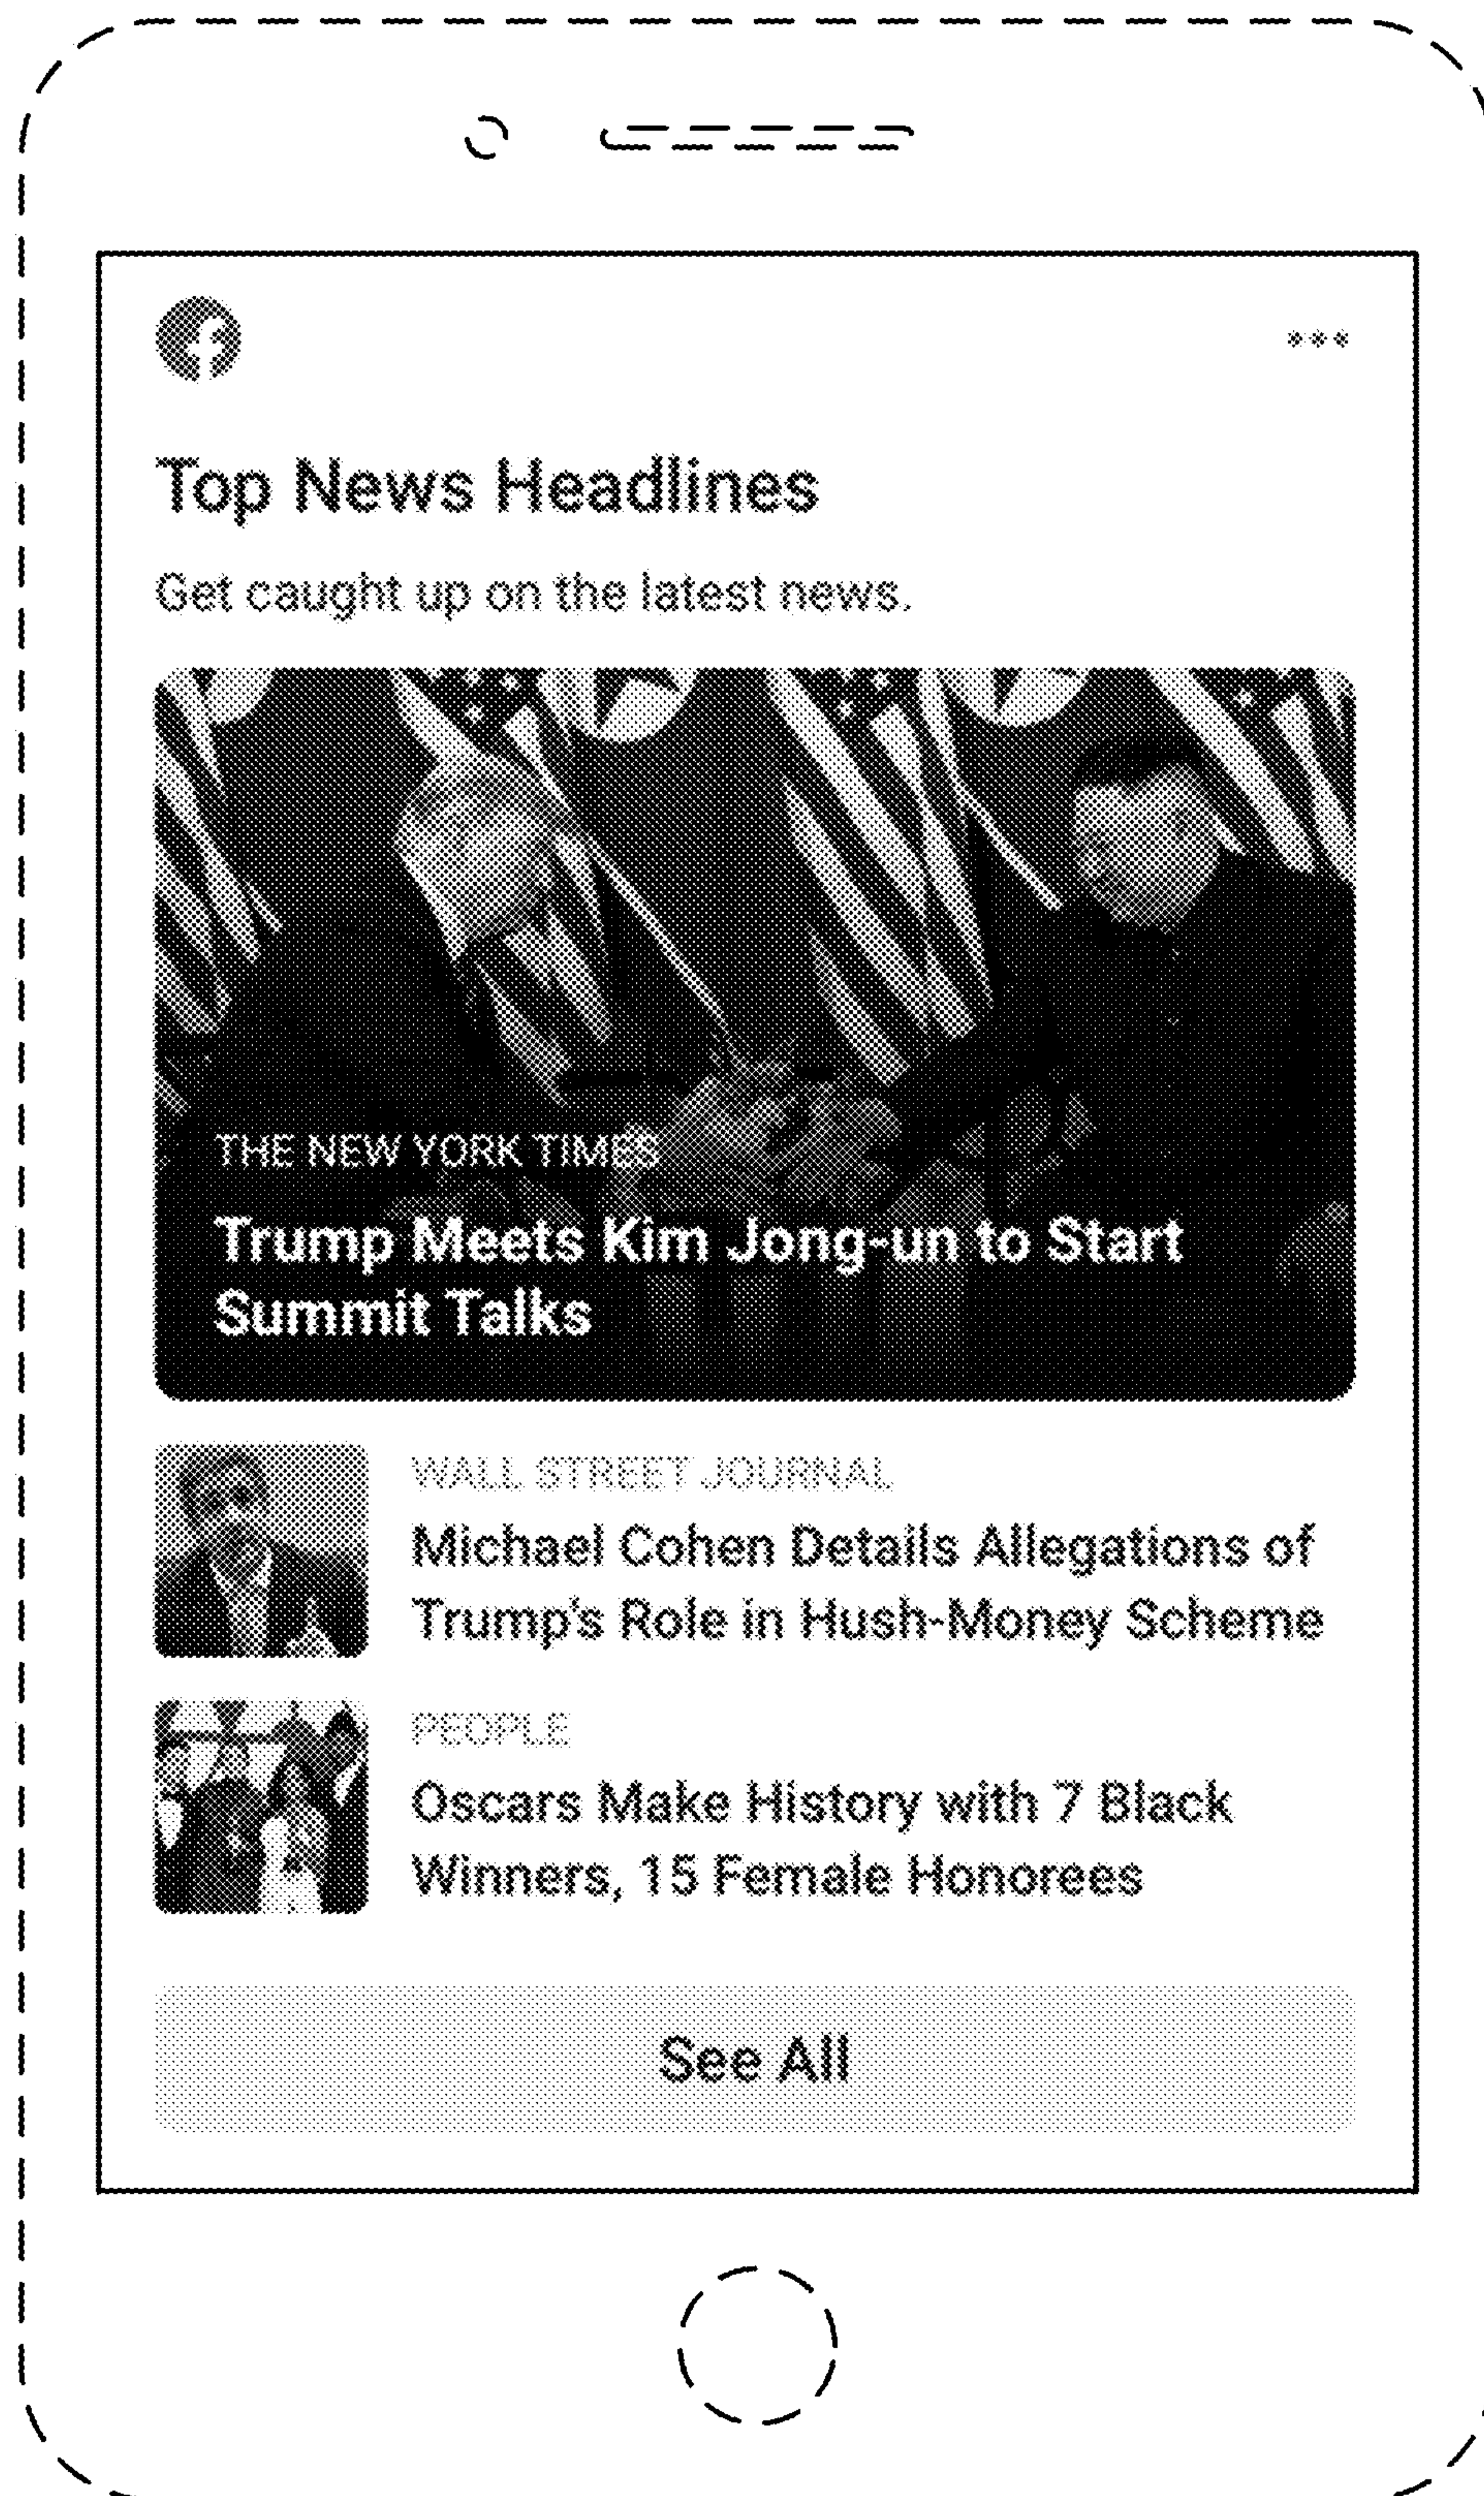 Top News Headlines
Get caught up on the latest news.
THE NEW YORK TIMES
Trump Meets Kim Jong-un to Start
Summit Talks
WALL STREET JOURNAL
Michael Cohen Details Allegations of
Trump's Role in Hush-Money Scheme
PEOPLE
Oscars Make History with 7 Black
Winners, 15 Female Honorees
See All